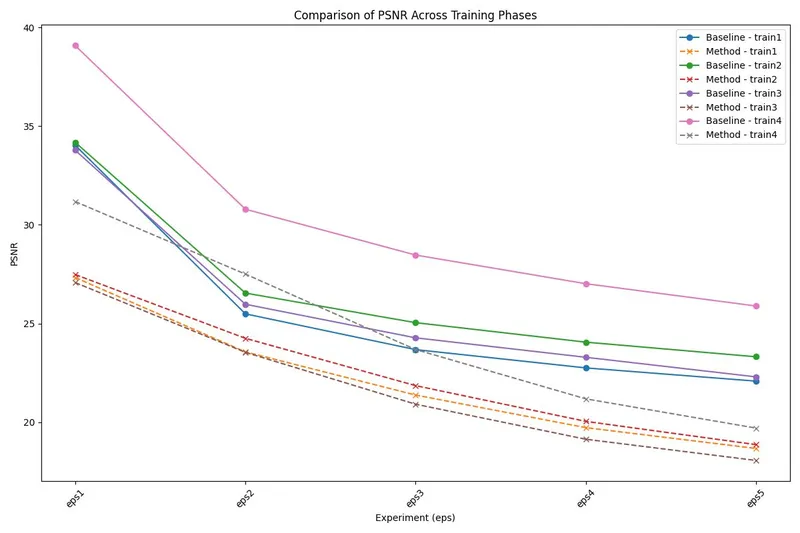 Comparison of PSNR Across Training Phases
40
35
30
25
20
PSNR
Baseline - train1
Method - train1
Baseline - train2
Method - train2
Baseline - train3
Method - train3
Baseline - train4
Method - train4
eps1
eps2
eps3
eps4
eps5
Experiment (eps)